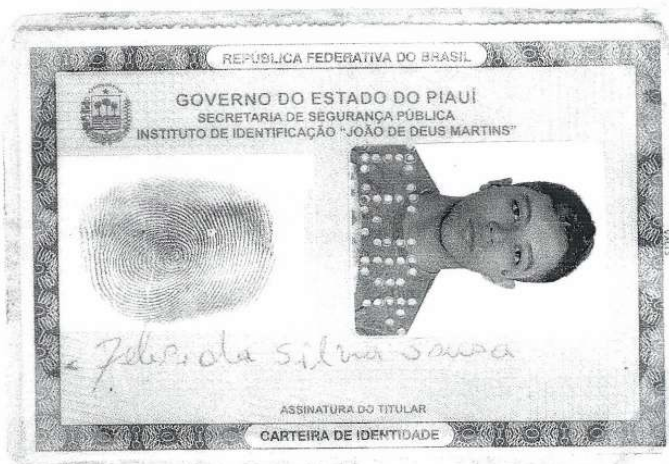 REPÚBLICA FEDERATIVA DO BRASIL
GOVERNO DO ESTADO DO PIAUÍ
SECRETARIA DE SEGURANÇA PÚBLICA
INSTITUTO DE IDENTIFICAÇÃO "JOÃO DE DEUS MARTINS"
da Silva Sousa
ASSINATURA DO TITULAR
CARTEIRA DE IDENTIDADE